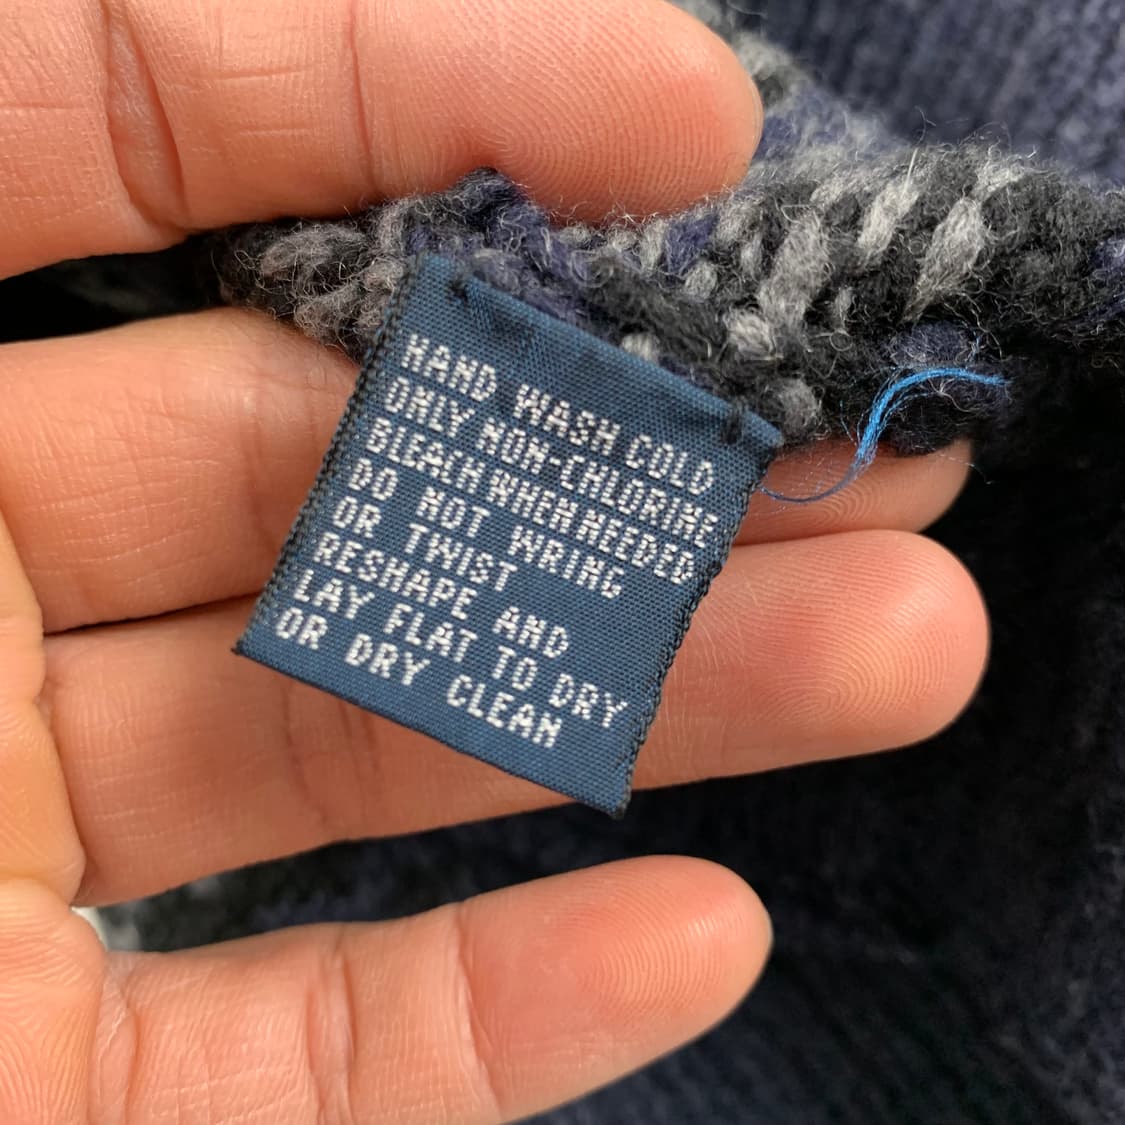 HAND WASH COLD
ONLY NON-CHLORINE
BLEACH WHEN NEEDED
DO NOT WRING
OR TWIST
RESHAPE AND
LAY FLAT TO DRY
OR DRY CLEAN